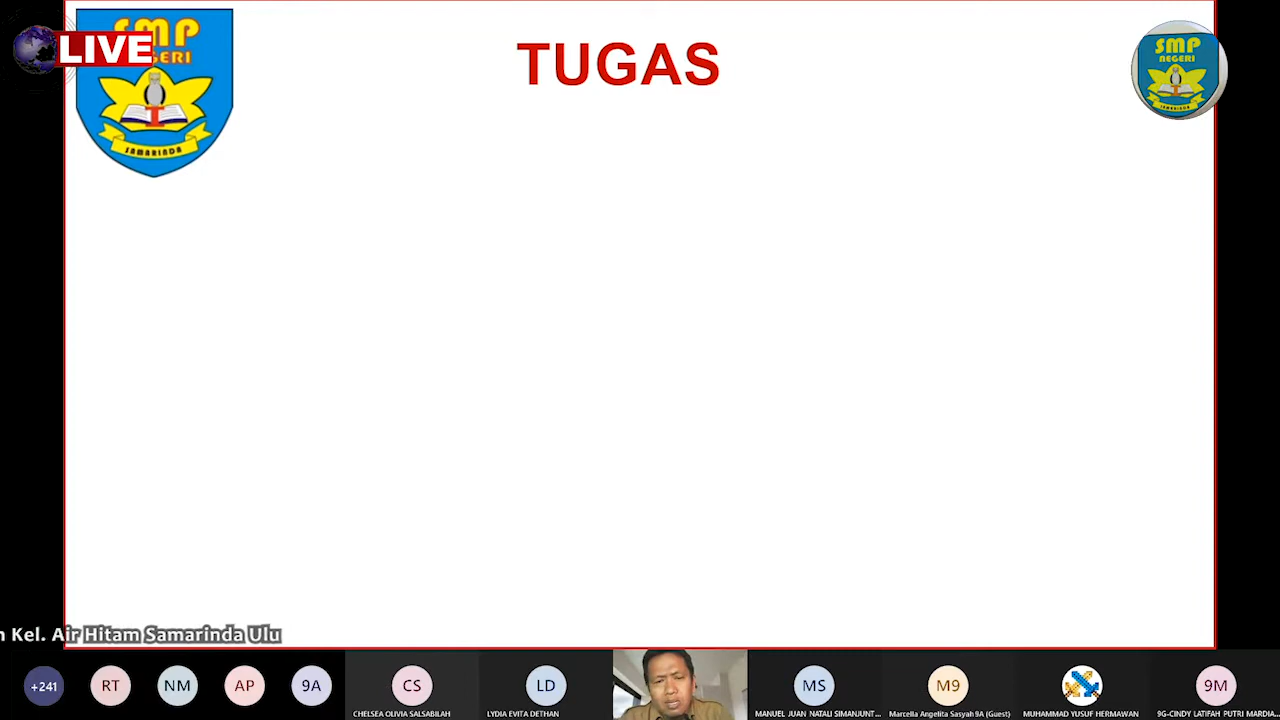 LIVE
SMP
NEGERI
SAMARINDA
TUGAS
SMP
NEGERI
SAMARINDA
n Kel. Air Hitam Samarinda Ulu
+241
RT
NM
AP
9A
CS
LD
MS
M9
9M
CHELSEA OLIVIA SALSABILAH
LYDIA EVITA DETHAN
MANUEL JUAN NATALI SIMANJUNT...
Marcella Angelita Sasyah 9A (Guest)
MUHAMMAD YUSUF HERMAWAN
9G-CINDY LATIFAH PUTRI MARDIA...